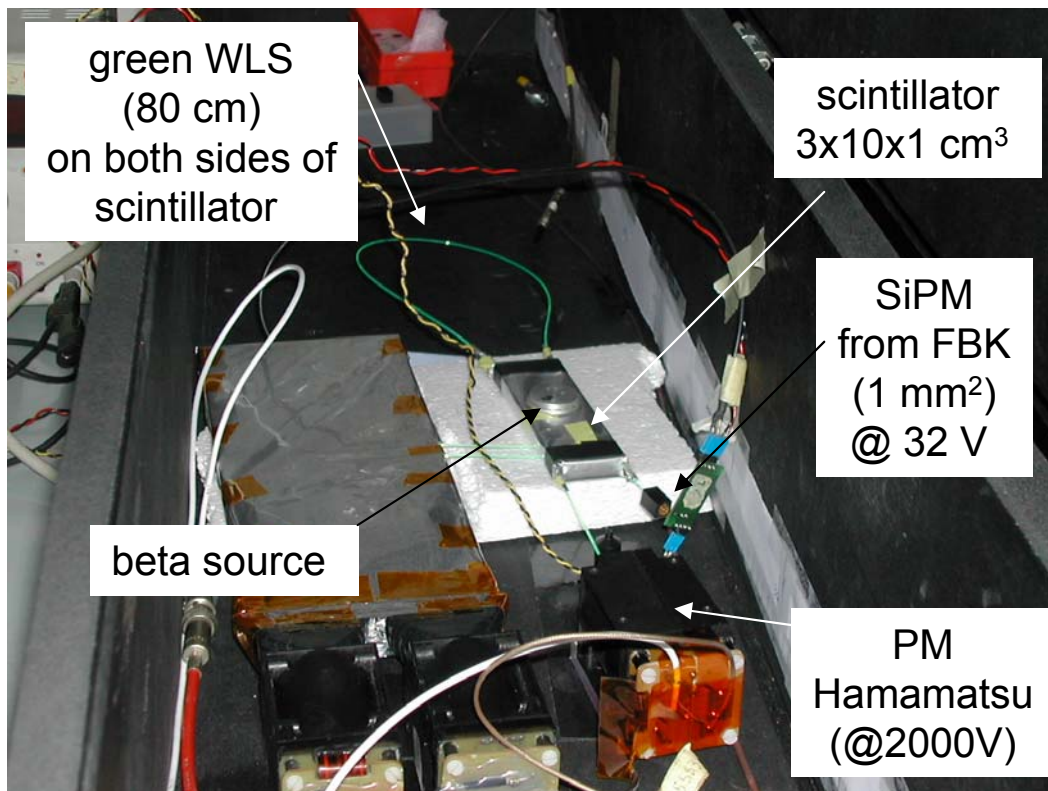 green WLS
(80 cm)
on both sides of
scintillator
scintillator
3x10x1 cm³
SiPM
from FBK
(1 mm²)
@ 32 V
beta source
PM
Hamamatsu
(@2000V)